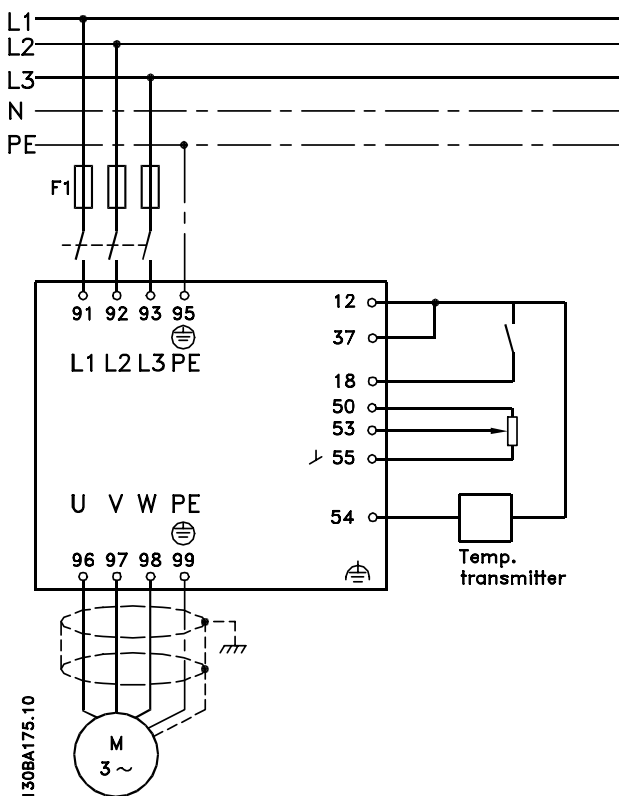 L1
L2
L3
N
PE
F1
91 92 93 95
L1 L2 L3 PE
12
37
18
50
53
55
54
U V W PE
96 97 98 99
Temp.
transmitter
M
3 ~
130BA175.10